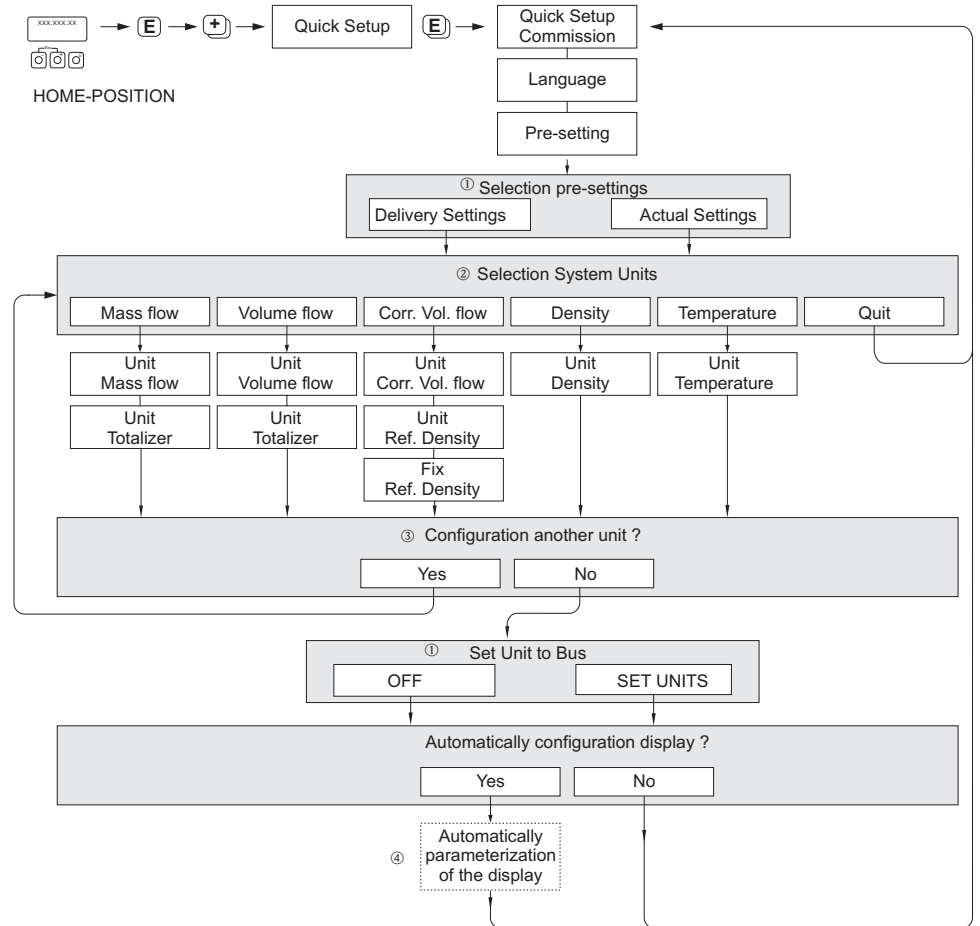 xxx.xxx.xx
Esc
E
+
Quick Setup
E
Quick Setup
Commission
HOME-POSITION
Language
Pre-setting
① Selection pre-settings
Delivery Settings
Actual Settings
② Selection System Units
Mass flow
Volume flow
Corr. Vol. flow
Density
Temperature
Quit
Unit
Mass flow
Unit
Volume flow
Unit
Corr. Vol. flow
Unit
Density
Unit
Temperature
Unit
Totalizer
Unit
Totalizer
Unit
Ref. Density
Fix
Ref. Density
③ Configuration another unit ?
Yes
No
① Set Unit to Bus
OFF
SET UNITS
Automatically configuration display ?
Yes
No
④
Automatically
parameterization
of the display